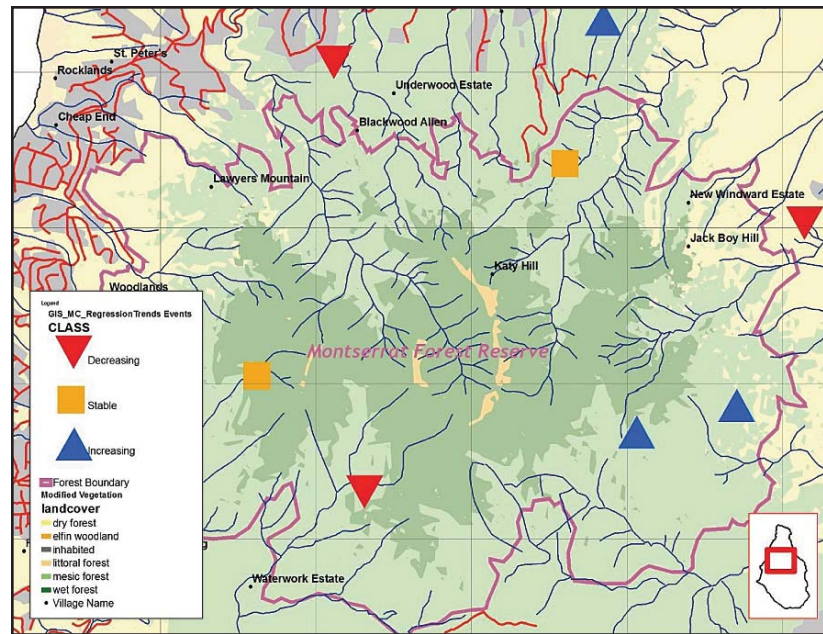 St. Peter's
Rocklands
Underwood Estate
Cheap End
Blackwood Allen
Lawyers Mountain
New Windward Estate
Jack Boy Hill
Katy Hill
Woodlands
Montserrat Forest Reserve
Waterwork Estate
Legend
GIS_MC_RegressionTrends Events
CLASS
Decreasing
Stable
Increasing
Forest Boundary
Modified Vegetation
landcover
dry forest
elfin woodland
inhabited
littoral forest
mesic forest
wet forest
Village Name